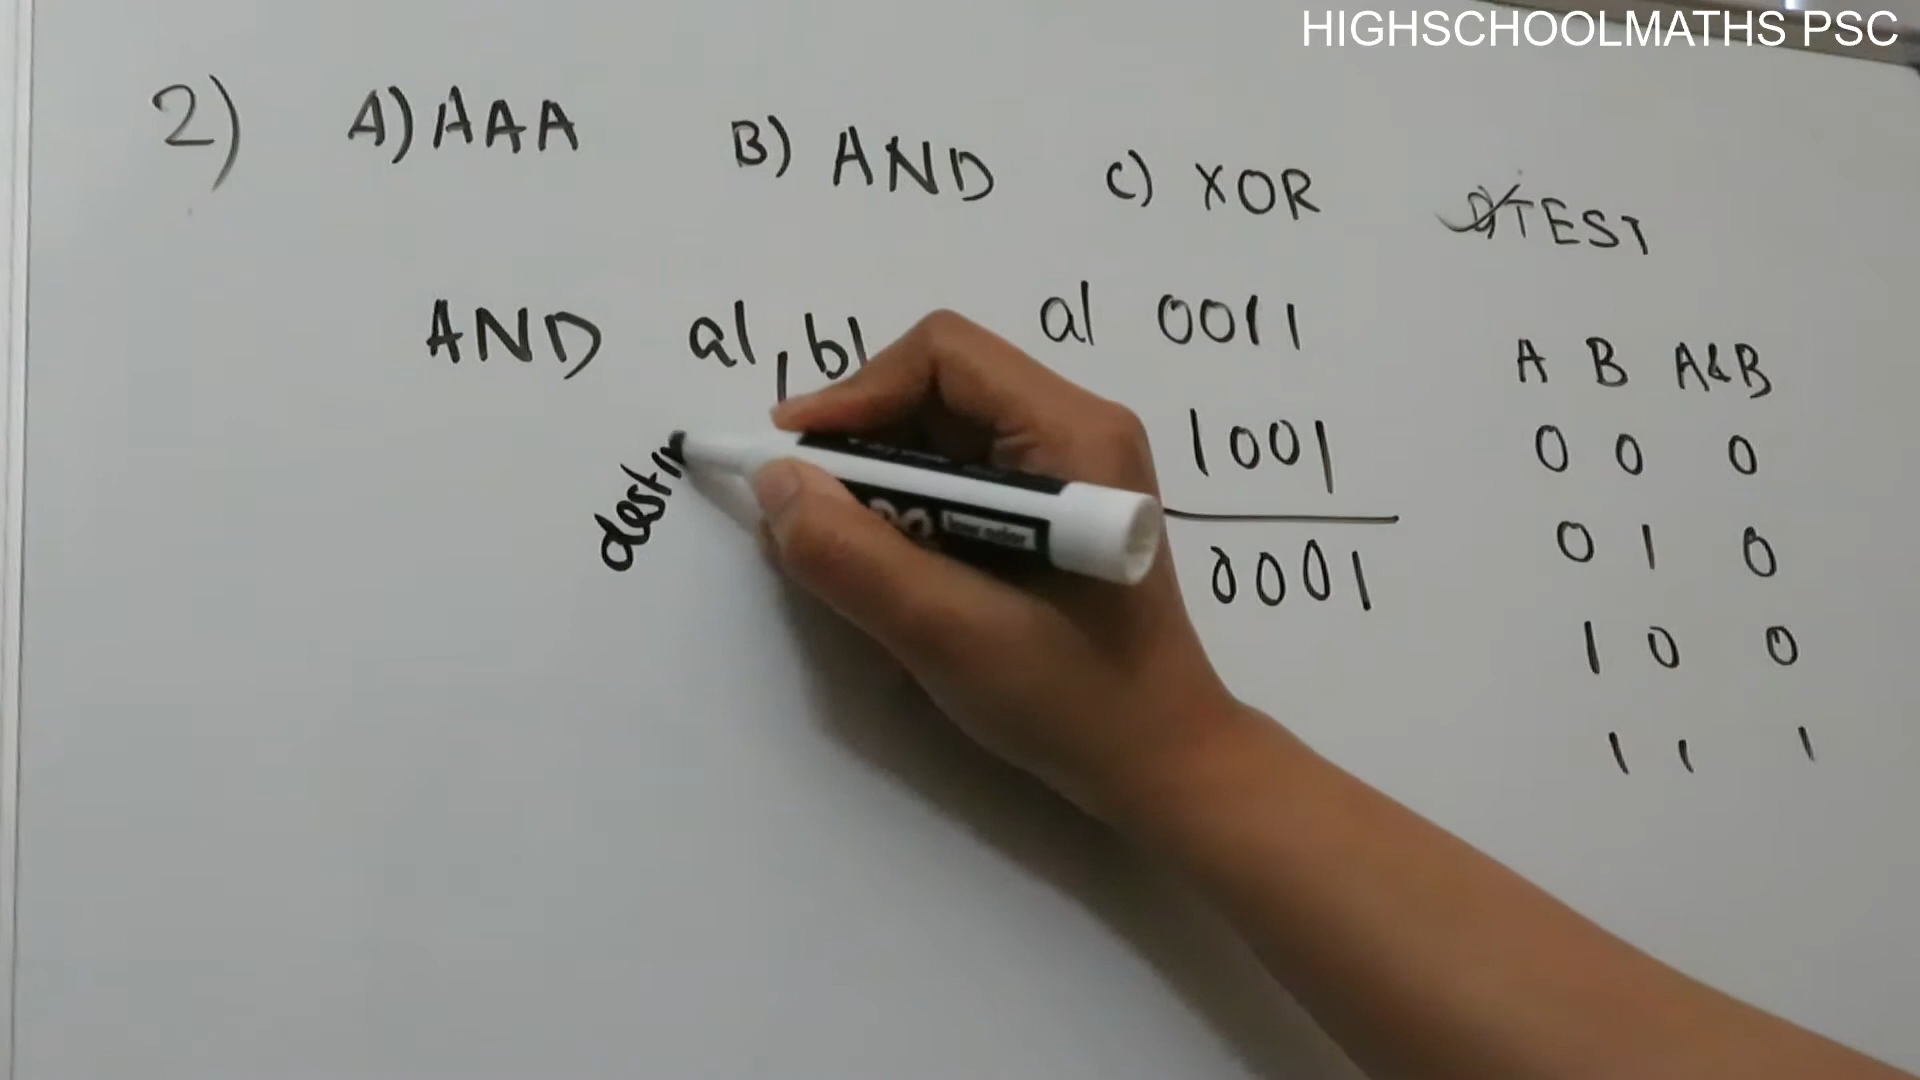 HIGHSCHOOLMATHS PSC
2) A) AAA B) AND C) XOR D) TEST
AND al, bl al 0011
1001
0001
destin
A B A&B
0 0 0
0 1 0
1 0 0
1 1 1